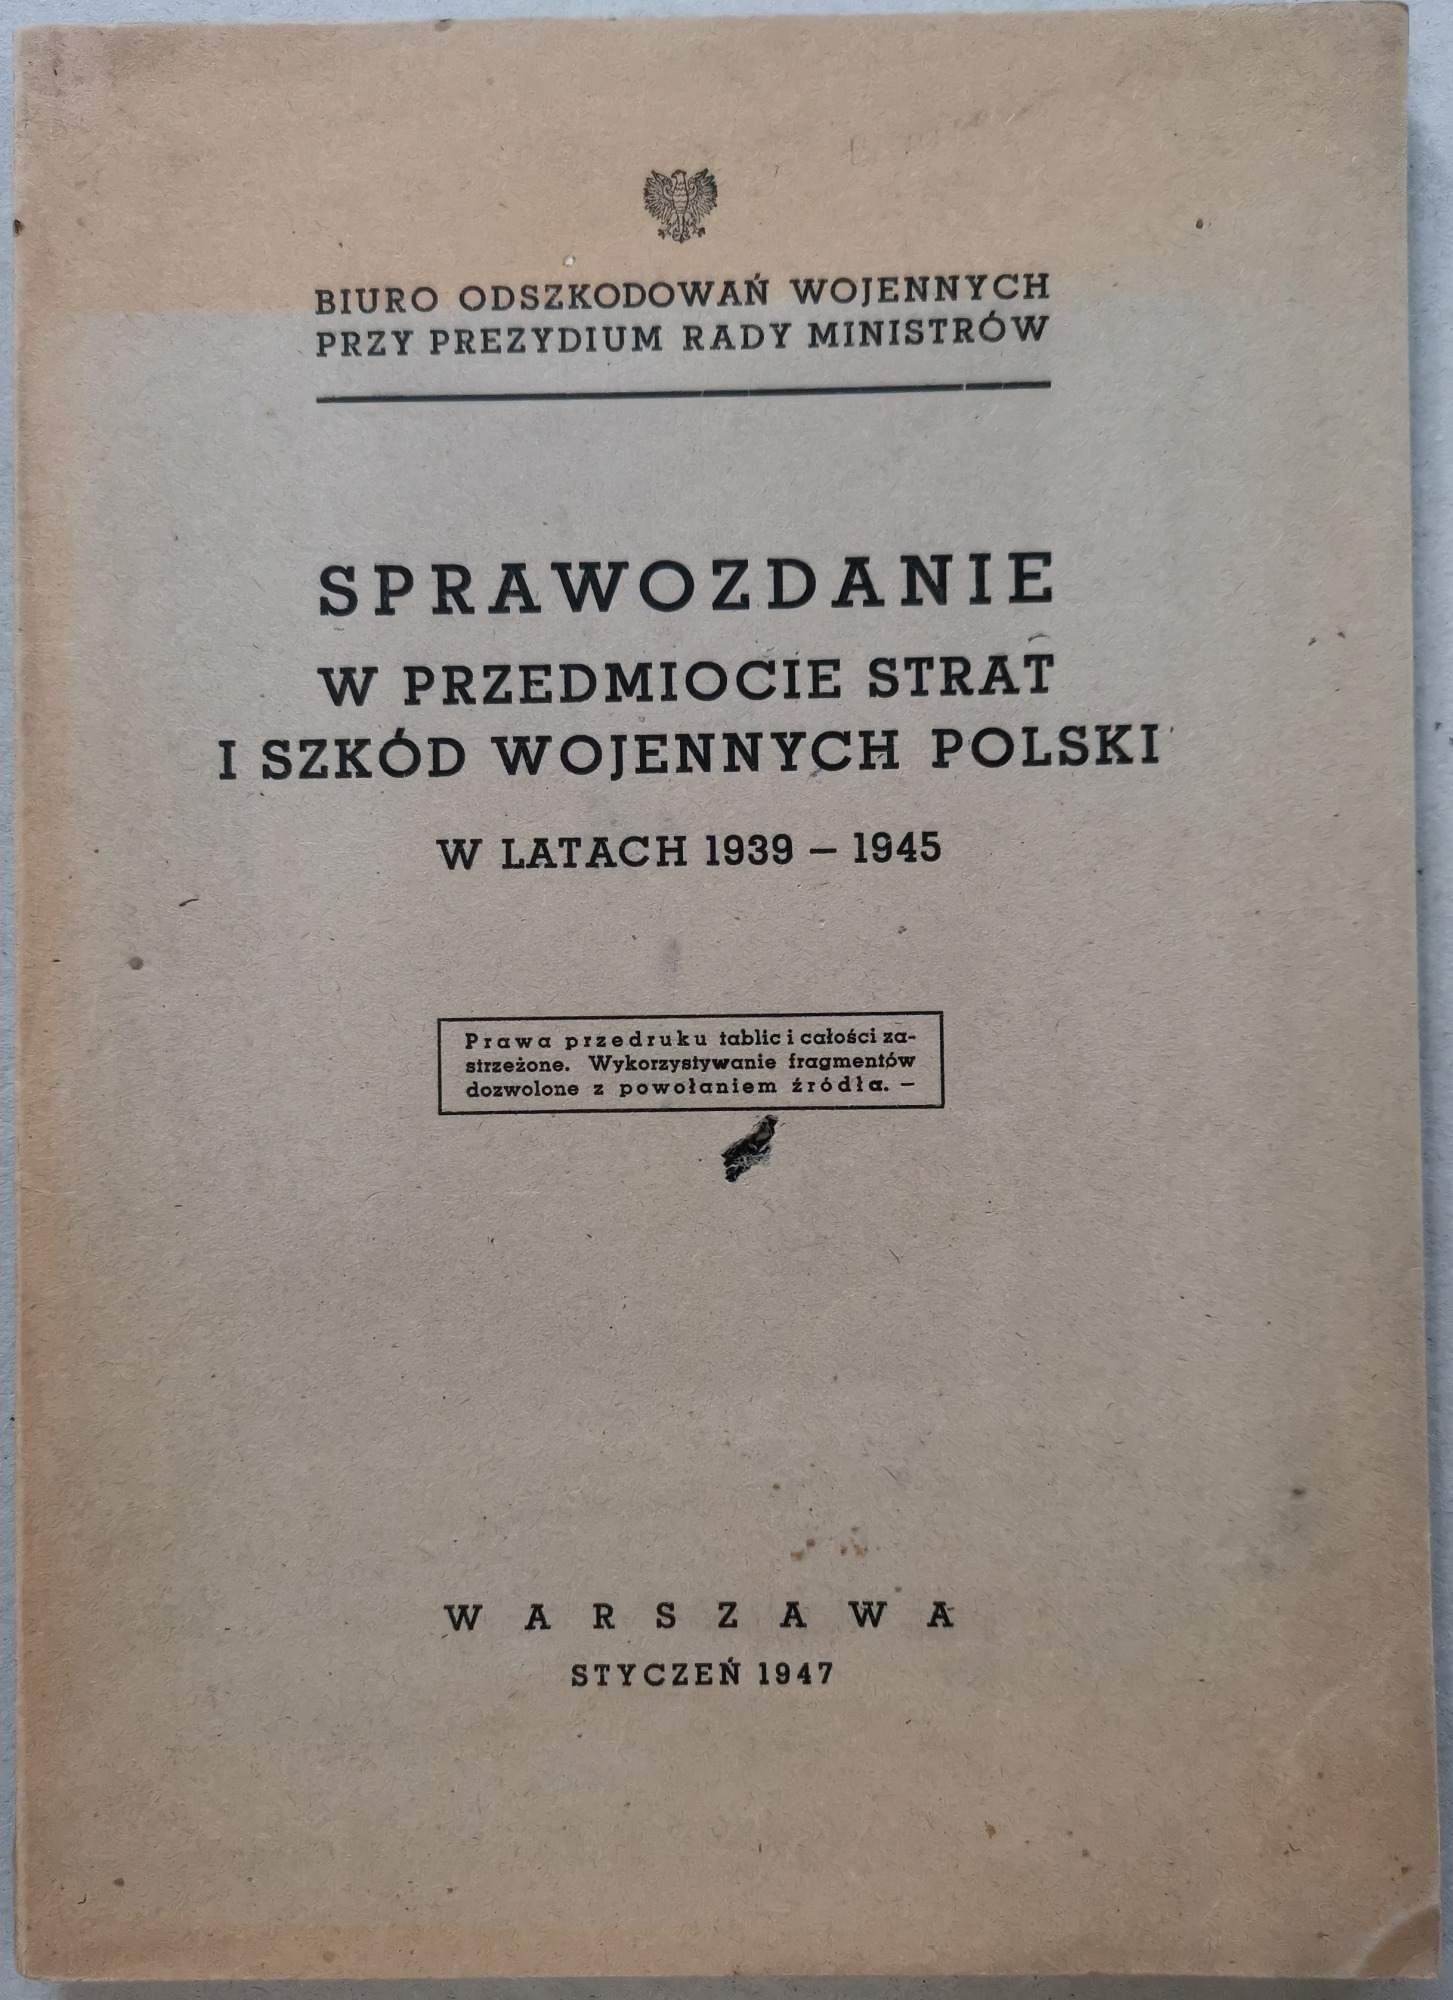 BIURO ODSZKODOWAŃ WOJENNYCH
PRZY PREZYDIUM RADY MINISTRÓW
SPRAWOZDANIE
W PRZEDMIOCIE STRAT
I SZKÓD WOJENNYCH POLSKI
W LATACH 1939 – 1945
Prawa przedruku tablic i całości za-
strzeżone. Wykorzystywanie fragmentów
dozwolone z powołaniem źródła. –
WARSZAWA
STYCZEŃ 1947